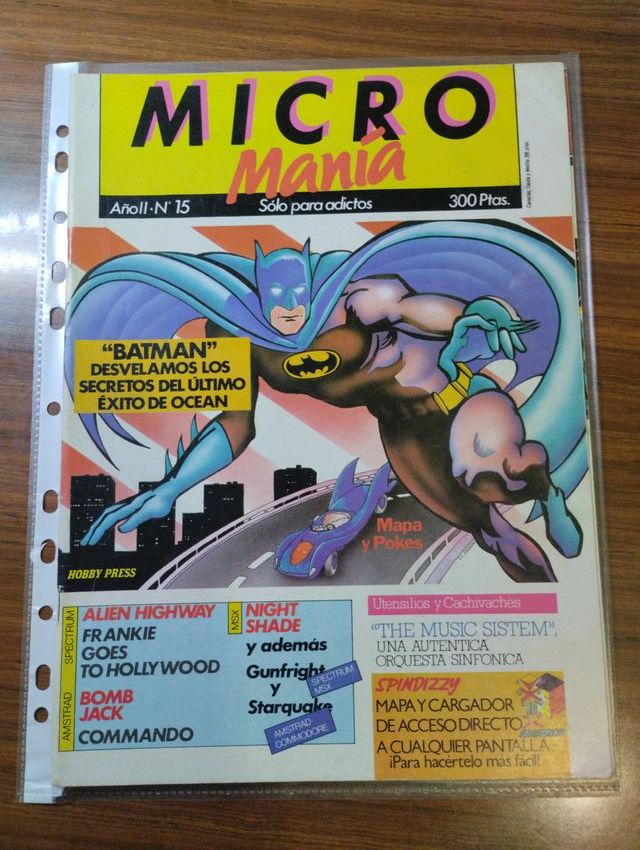 MICRO
Manía
Año II · Nº 15
Sólo para adictos
300 Ptas.
"BATMAN"
DESVELAMOS LOS
SECRETOS DEL ÚLTIMO
ÉXITO DE OCEAN
Mapa
y Pokes
HOBBY PRESS
SPECTRUM
ALIEN HIGHWAY
FRANKIE
GOES
TO HOLLYWOOD
AMSTRAD
BOMB
JACK
COMMANDO
MSX
NIGHT
SHADE
y además
Gunfright
y
Starquake
SPECTRUM
MSX
AMSTRAD
COMMODORE
Utensilios y Cachivaches
"THE MUSIC SISTEM",
UNA AUTENTICA
ORQUESTA SINFONICA
SPINDIZZY
MAPA Y CARGADOR
DE ACCESO DIRECTO
A CUALQUIER PANTALLA
¡Para hacértelo más fácil!